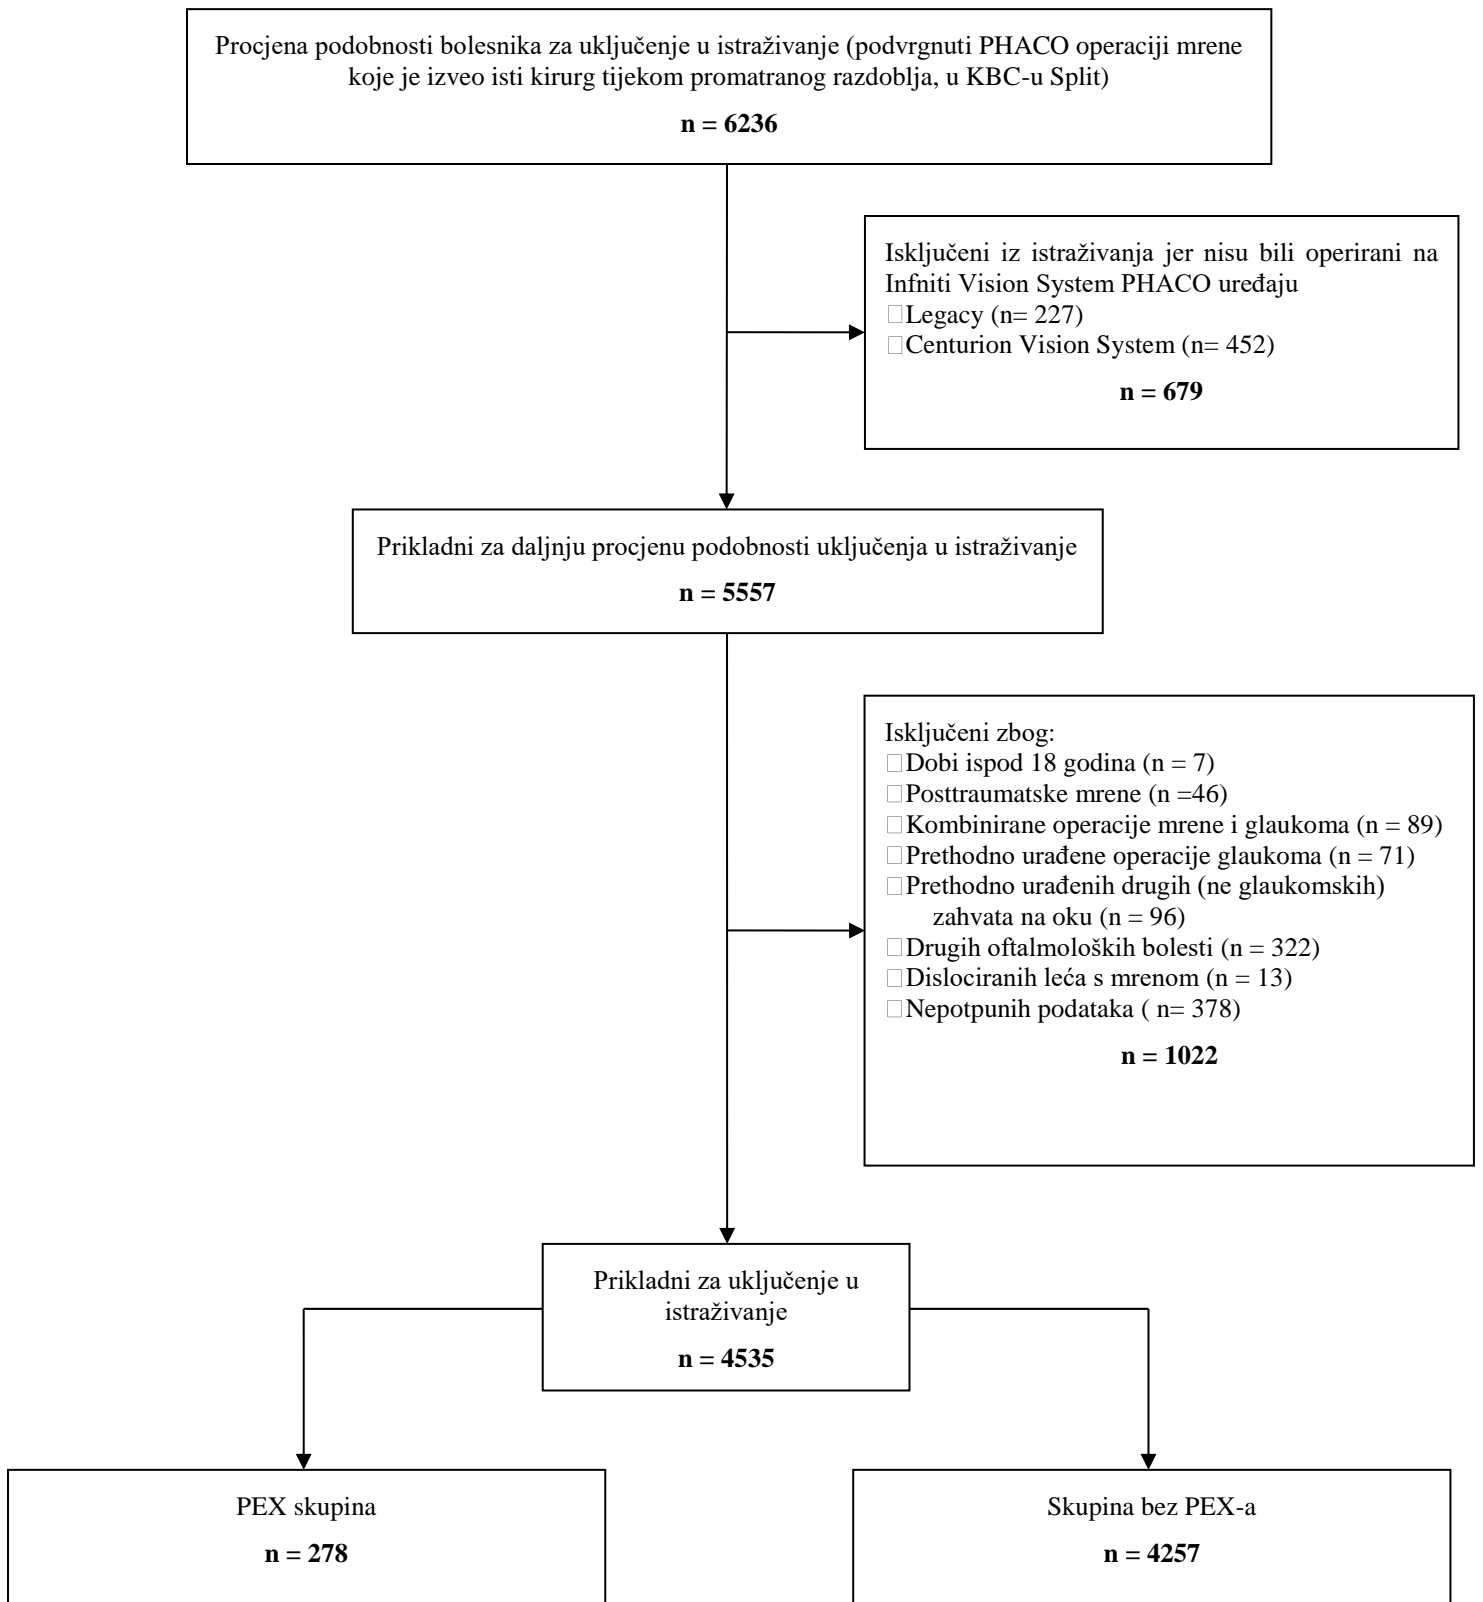 Procjena podobnosti bolesnika za uključenje u istraživanje (podvrgnuti PHACO operaciji mrene
koje je izveo isti kirurg tijekom promatranog razdoblja, u KBC-u Split)
n = 6236
Isključeni iz istraživanja jer nisu bili operirani na
Infniti Vision System PHACO uređaju
Legacy (n= 227)
Centurion Vision System (n= 452)
n = 679
Prikladni za daljnju procjenu podobnosti uključenja u istraživanje
n = 5557
Isključeni zbog:
Dobi ispod 18 godina (n = 7)
Posttraumatske mrene (n =46)
Kombinirane operacije mrene i glaukoma (n = 89)
Prethodno urađene operacije glaukoma (n = 71)
Prethodno urađenih drugih (ne glaukomskih)
zahvata na oku (n = 96)
Drugih oftalmoloških bolesti (n = 322)
Dislociranih leća s mrenom (n = 13)
Nepotpunih podataka ( n= 378)
n = 1022
Prikladni za uključenje u
istraživanje
n = 4535
PEX skupina
n = 278
Skupina bez PEX-a
n = 4257